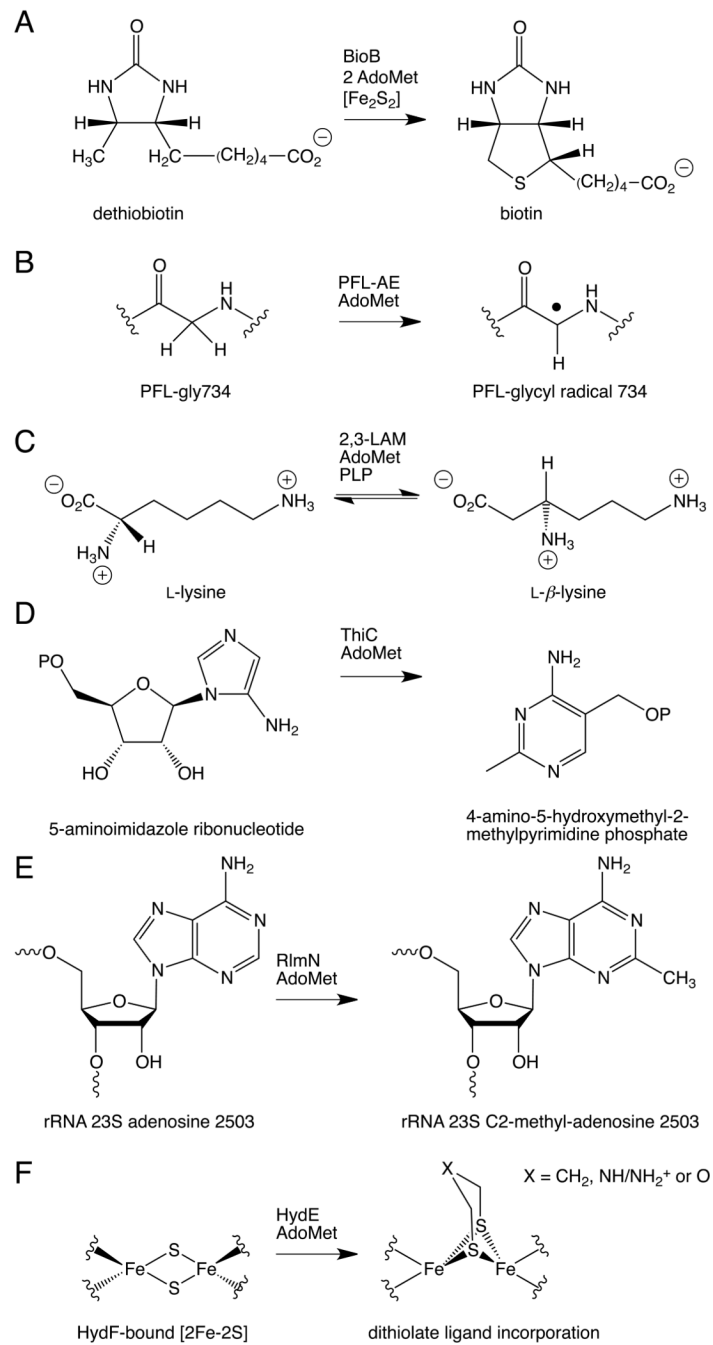 A
O
HN
NH
H
H
H₃C
H₂C
(CH₂)₄
CO₂
⊖
dethiobiotin
BioB
2 AdoMet
[Fe₂S₂]
O
HN
NH
H
H
H
S
(CH₂)₄
CO₂
⊖
biotin
B
O
H
N
H
H
PFL-gly734
PFL-AE
AdoMet
O
H
N
H
PFL-glycyl radical 734
C
⊖
O₂C
⊕
NH₃
H₃N
⊕
H
L-lysine
2,3-LAM
AdoMet
PLP
⊖
O₂C
H
⊕
NH₃
NH₃
⊕
L-β-lysine
D
PO
O
N
N
NH₂
HO
OH
5-aminoimidazole ribonucleotide
ThiC
AdoMet
NH₂
N
N
OP
4-amino-5-hydroxymethyl-2-
methylpyrimidine phosphate
E
NH₂
N
N
N
N
O
O
O
OH
rRNA 23S adenosine 2503
RlmN
AdoMet
NH₂
N
N
N
N
CH₃
O
O
O
OH
rRNA 23S C2-methyl-adenosine 2503
F
S
Fe
Fe
S
HydF-bound [2Fe-2S]
HydE
AdoMet
X
S
S
Fe
Fe
X = CH₂, NH/NH₂⁺ or O
dithiolate ligand incorporation